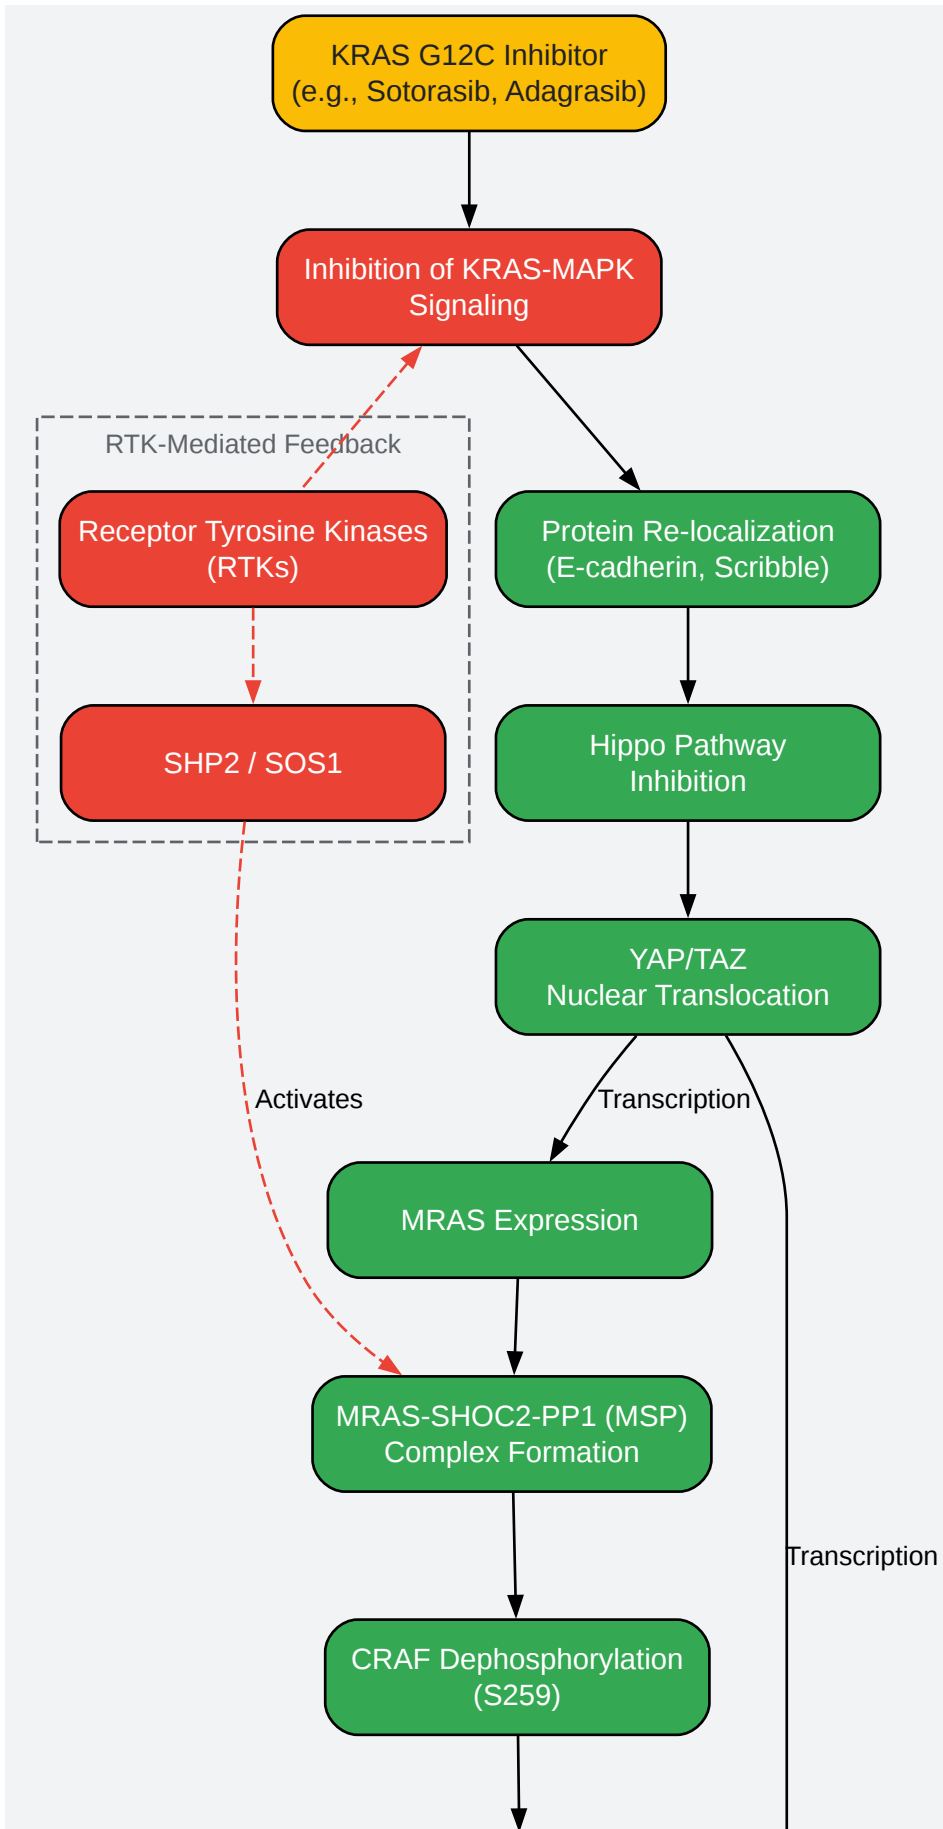 KRAS G12C Inhibitor
(e.g., Sotorasib, Adagrasib)
Inhibition of KRAS-MAPK
Signaling
RTK-Mediated Feedback
Receptor Tyrosine Kinases
(RTKs)
Protein Re-localization
(E-cadherin, Scribble)
SHP2 / SOS1
Hippo Pathway
Inhibition
YAP/TAZ
Nuclear Translocation
Activates
Transcription
MRAS Expression
MRAS-SHOC2-PP1 (MSP)
Complex Formation
Transcription
CRAF Dephosphorylation
(S259)